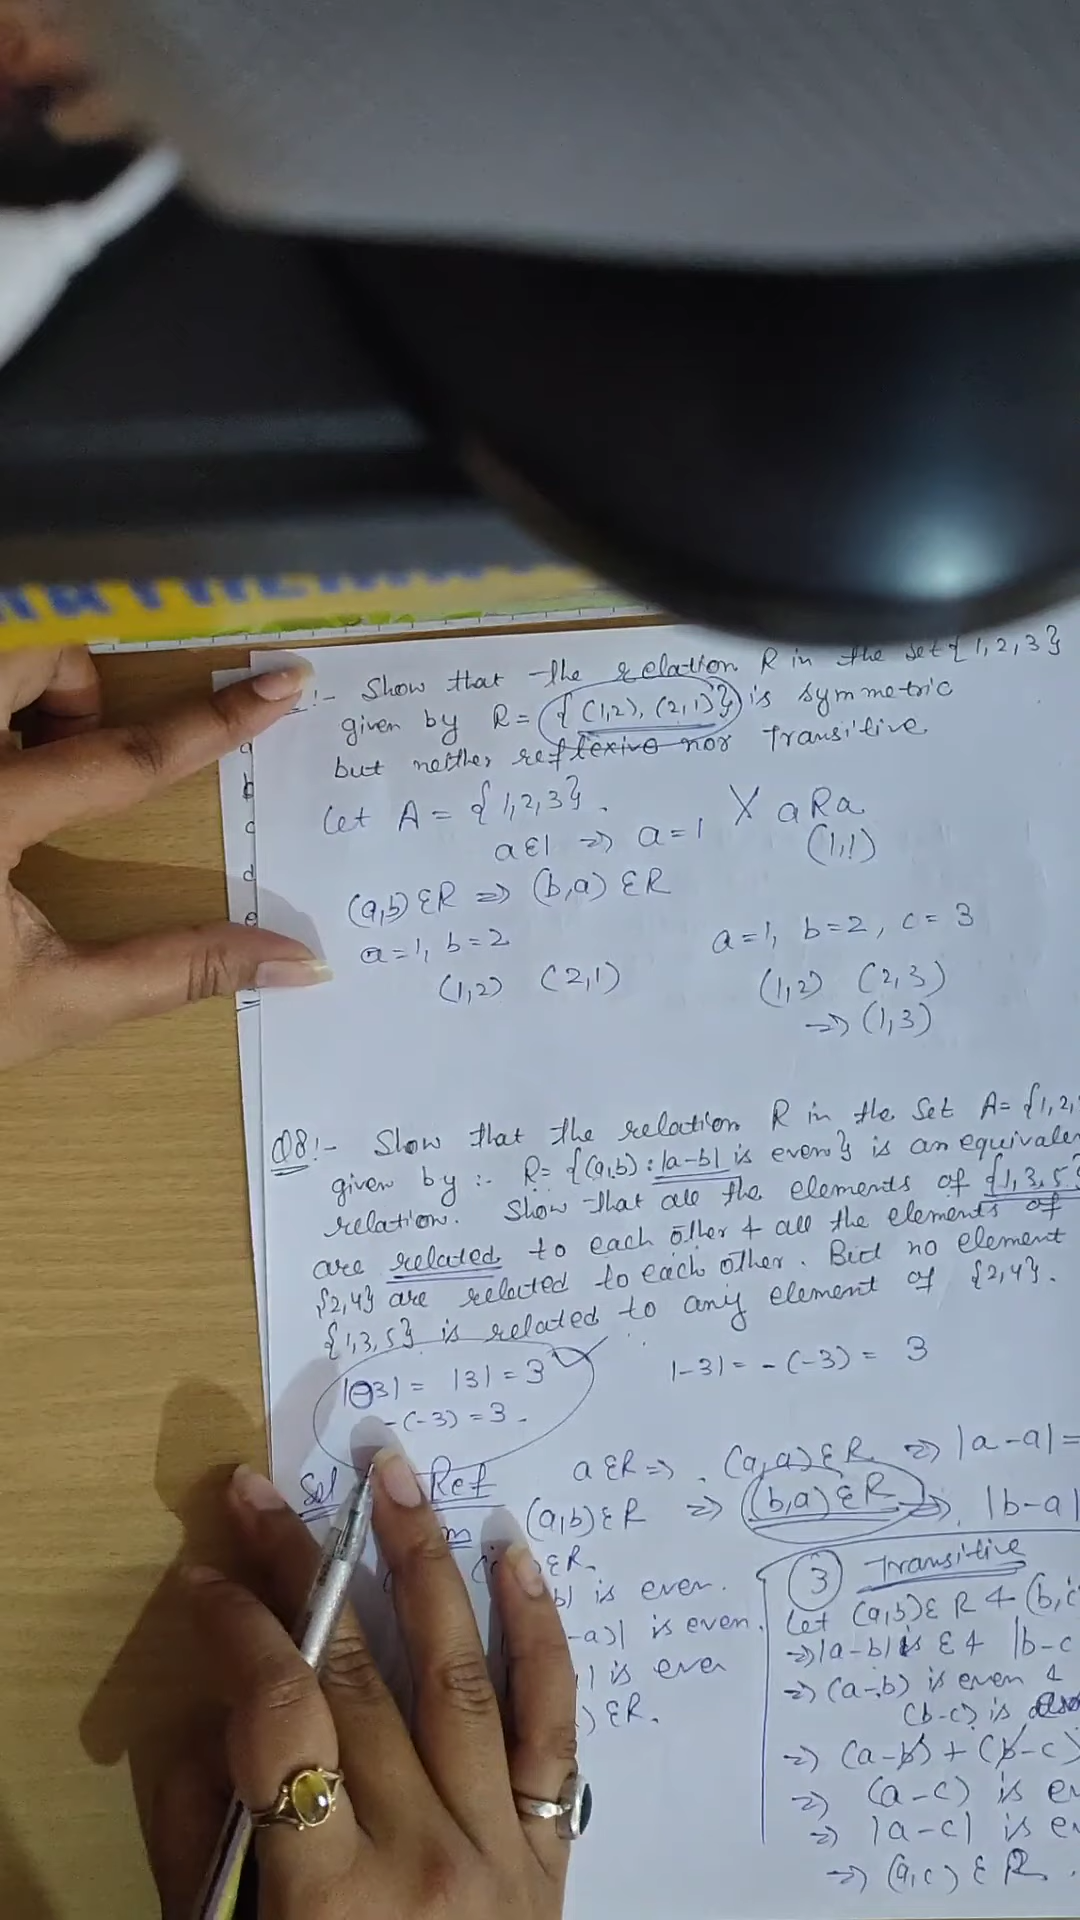 :- Show that the relation R in the set {1,2,3}
given by R= {(1,2), (2,1)} is symmetric
but neither reflexive nor transitive
Let A = {1,2,3}.
a ε 1 => a=1 X aRa
(1,1)
(a,b) ε R => (b,a) ε R
a=1, b=2
(1,2) (2,1)
a=1, b=2, c=3
(1,2) (2,3)
=> (1,3)
a
b
c
d
e
Q8:- Show that the relation R in the set A= {1,2,
given by :- R= {(a,b) : |a-b| is even} is an equivale
relation. Show that all the elements of {1,3,5}
are related to each other & all the elements of
{2,4} are related to each other. But no element
{1,3,5} is related to any element of {2,4}.
|-3| = |3| = 3
-(-3) = 3.
|-3| = -(-3) = 3
Sol Ref a ε R => (a,a) ε R => |a-a| =
(a,b) ε R => (b,a) ε R => |b-a|
m
ε R.
b| is even.
-a)| is even.
| is even
) ε R.
3 Transitive
Let (a,b) ε R & (b,c
=> |a-b| is ε & |b-c
=> (a-b) is even &
(b-c) is also
=> (a-b) + (b-c)
=> (a-c) is ev
=> |a-c| is e
=> (a,c) ε R.